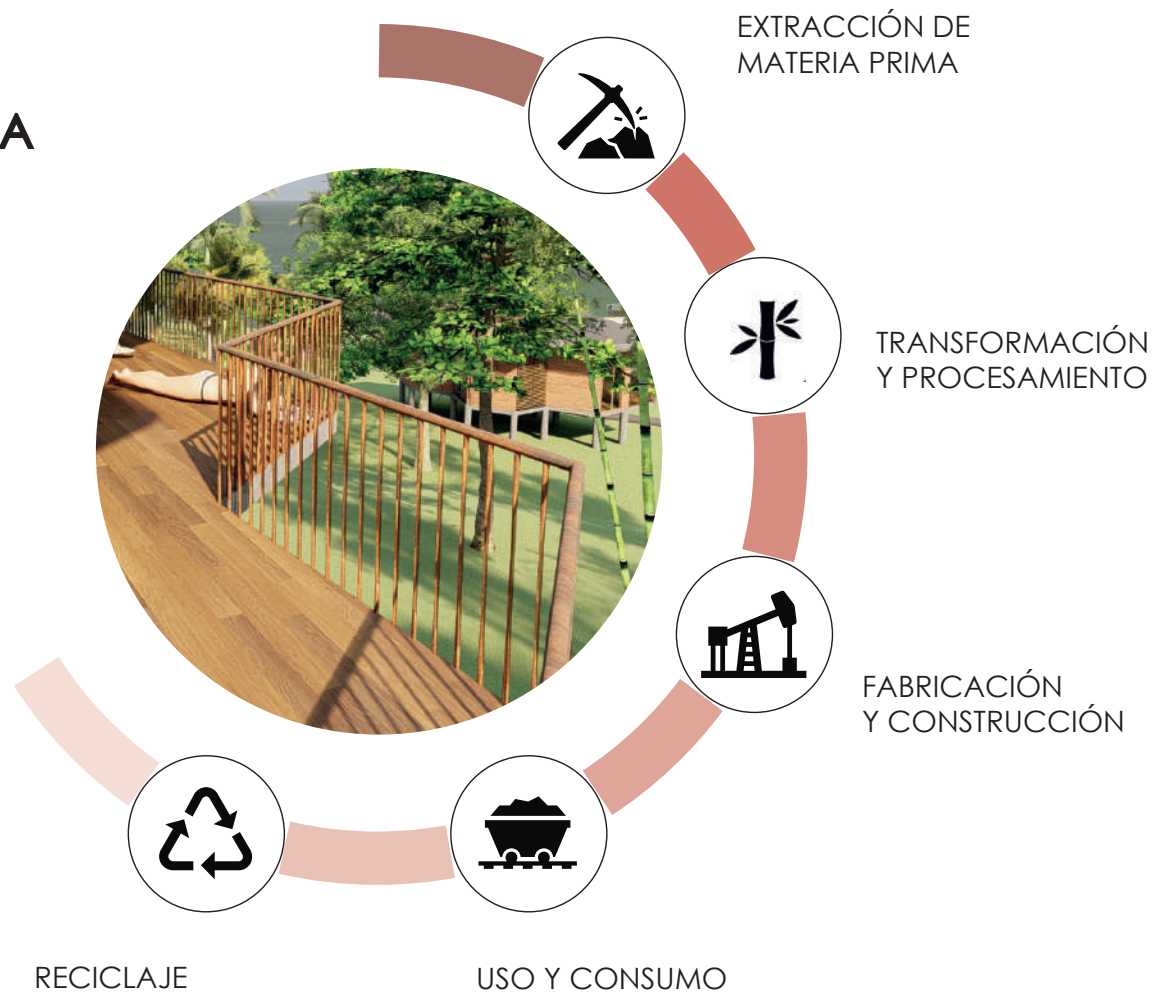 EXTRACCIÓN DE
MATERIA PRIMA
A
TRANSFORMACIÓN
Y PROCESAMIENTO
FABRICACIÓN
Y CONSTRUCCIÓN
RECICLAJE
USO Y CONSUMO